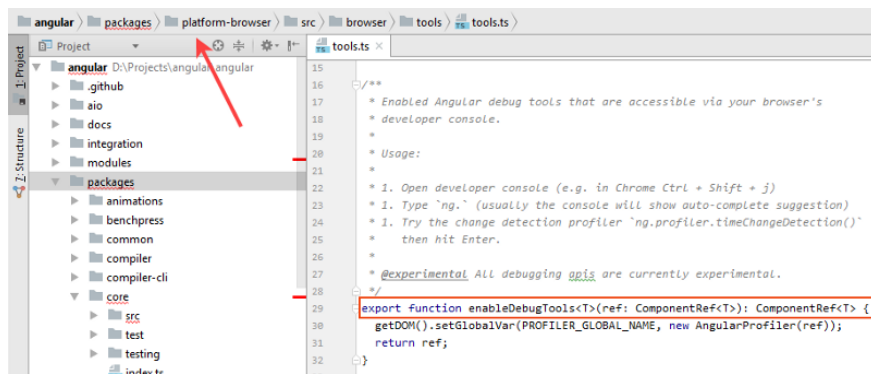 angular packages platform-browser src browser tools tools.ts
1: Project
Z: Structure
Project
angular D:\Projects\angular.angular
.github
aio
docs
integration
modules
packages
animations
benchpress
common
compiler
compiler-cli
core
src
test
testing
index.ts
tools.ts
15
16 /**
17 * Enabled Angular debug tools that are accessible via your browser's
18 * developer console.
19 *
20 * Usage:
21 *
22 * 1. Open developer console (e.g. in Chrome Ctrl + Shift + j)
23 * 1. Type `ng.` (usually the console will show auto-complete suggestion)
24 * 1. Try the change detection profiler `ng.profiler.timeChangeDetection()`
25 * then hit Enter.
26 *
27 * @experimental All debugging apis are currently experimental.
28 */
29 export function enableDebugTools<T>(ref: ComponentRef<T>): ComponentRef<T> {
30 getDOM().setGlobalVar(PROFILER_GLOBAL_NAME, new AngularProfiler(ref));
31 return ref;
32 }